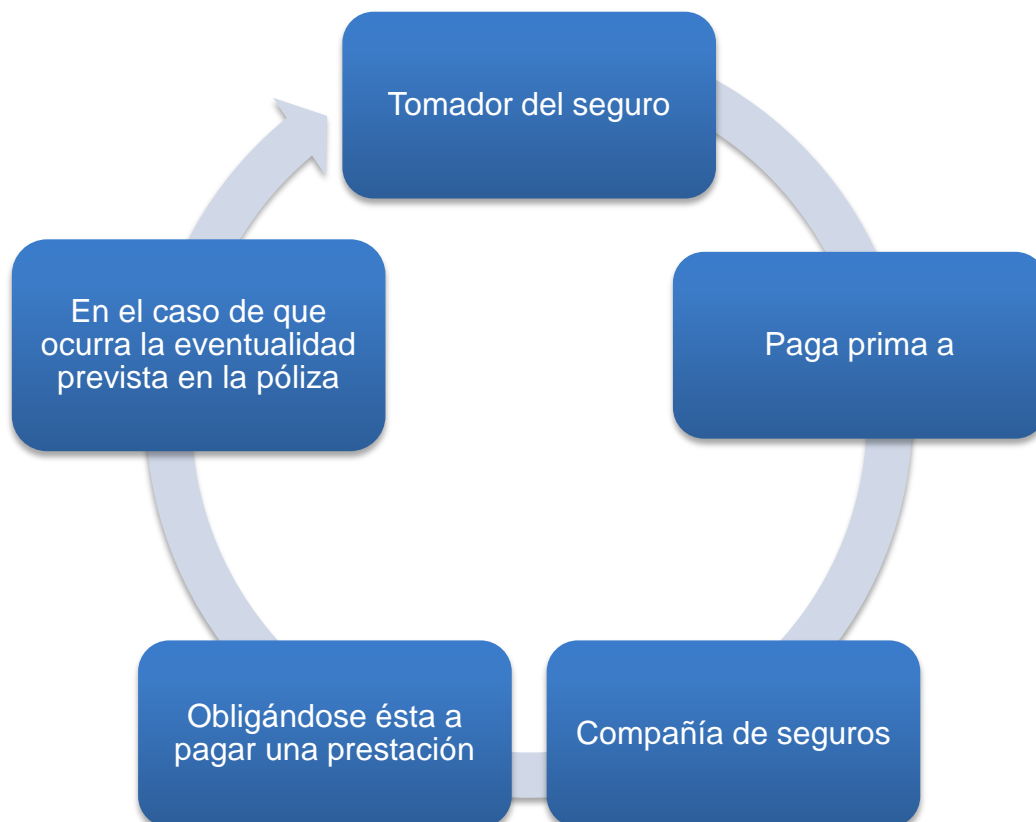 Tomador del seguro
Paga prima a
Compañía de seguros
Obligándose ésta a
pagar una prestación
En el caso de que
ocurra la eventualidad
prevista en la póliza